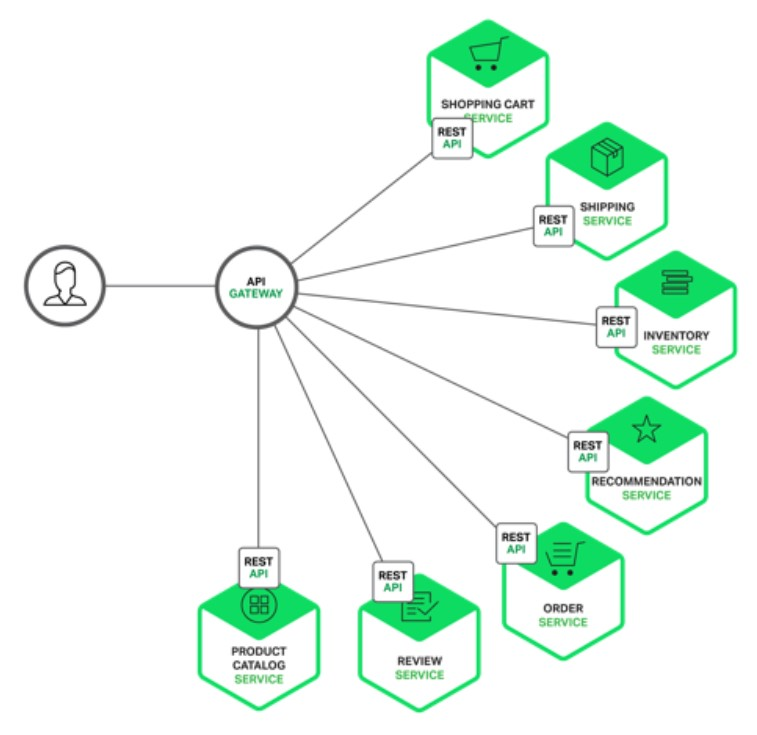 SHOPPING CART
SERVICE
REST
API
SHIPPING
SERVICE
REST
API
API
GATEWAY
INVENTORY
SERVICE
REST
API
RECOMMENDATION
SERVICE
REST
API
ORDER
SERVICE
REST
API
REVIEW
SERVICE
REST
API
PRODUCT
CATALOG
SERVICE
REST
API